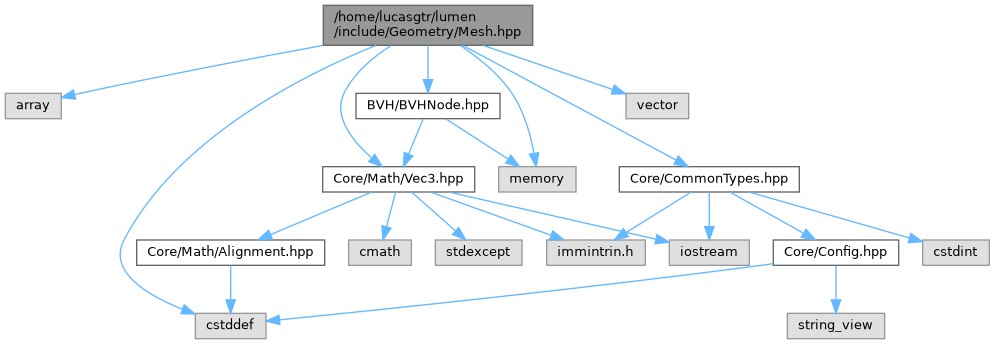 /home/lucasgtr/lumen
/include/Geometry/Mesh.hpp
array
BVH/BVHNode.hpp
vector
Core/Math/Vec3.hpp
memory
Core/CommonTypes.hpp
Core/Math/Alignment.hpp
cmath
stdexcept
immintrin.h
iostream
Core/Config.hpp
cstdint
cstddef
string_view